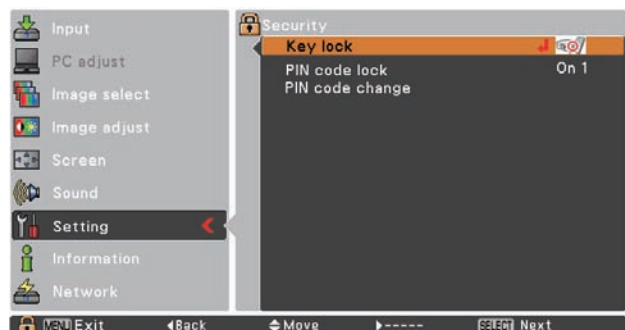 Input
PC adjust
Image select
Image adjust
Screen
Sound
Setting
Information
Network
Security
Key lock
PIN code lock On 1
PIN code change
MENU Exit ◀Back Move ▶----- SELECT Next